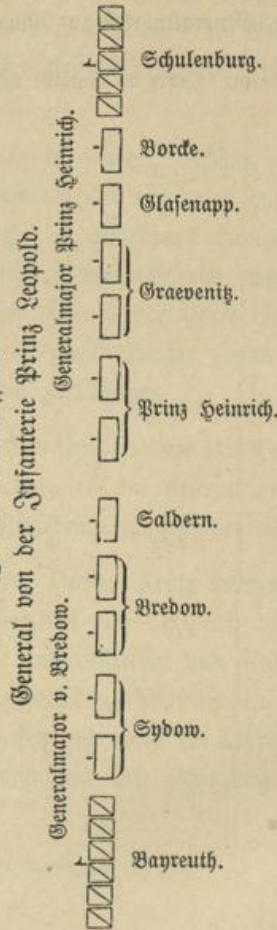 General von der Infanterie Prinz Leopold.
Generalmajor Prinz Heinrich.
Generalmajor v. Bredow.
Schulenburg.
Borcke.
Glasenapp.
Graevenitz.
Prinz Heinrich.
Saldern.
Bredow.
Sydow.
Bayreuth.